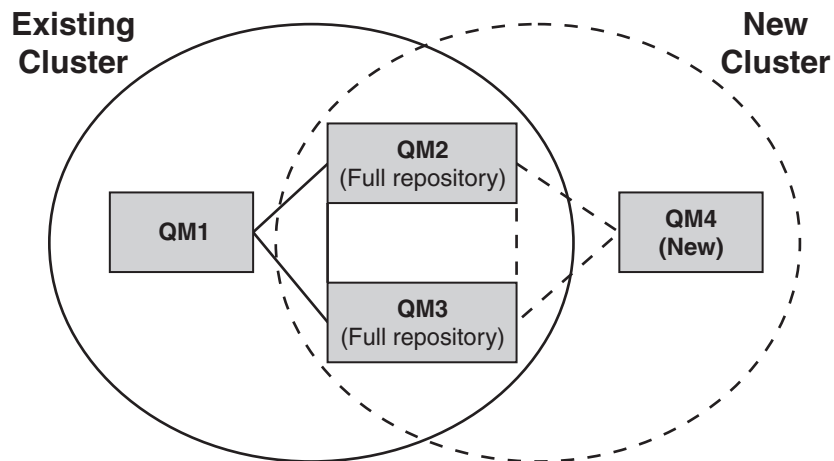 Existing
Cluster
New
Cluster
QM2
(Full repository)
QM1
QM4
(New)
QM3
(Full repository)